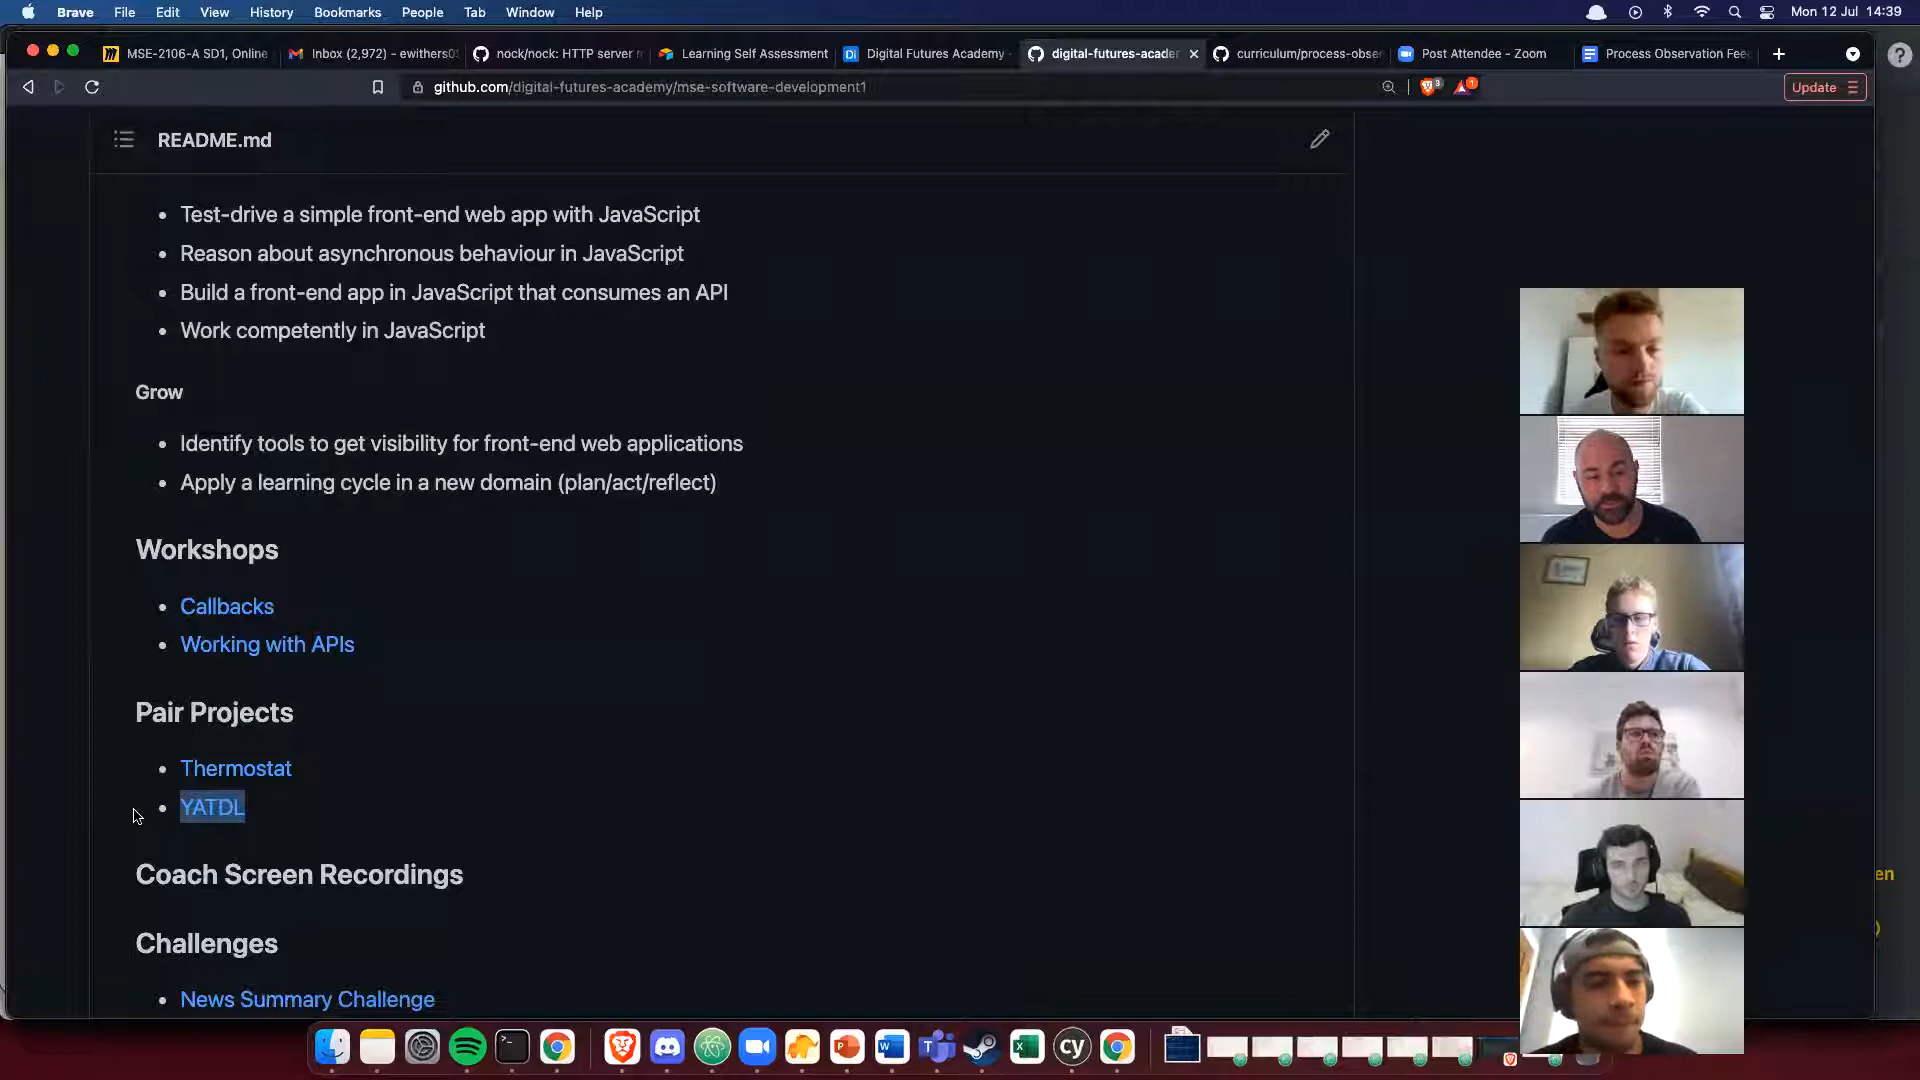 Brave File Edit View History Bookmarks People Tab Window Help Mon 12 Jul 14:39
MSE-2106-A SD1, Online Inbox (2,972) - ewithers0 nock/nock: HTTP server Learning Self Assessment Digital Futures Academy digital-futures-acade curriculum/process-obse Post Attendee - Zoom Process Observation Fee
github.com/digital-futures-academy/mse-software-development1 3 1 Update
README.md
• Test-drive a simple front-end web app with JavaScript
• Reason about asynchronous behaviour in JavaScript
• Build a front-end app in JavaScript that consumes an API
• Work competently in JavaScript
Grow
• Identify tools to get visibility for front-end web applications
• Apply a learning cycle in a new domain (plan/act/reflect)
Workshops
• Callbacks
• Working with APIs
Pair Projects
• Thermostat
• YATDL
Coach Screen Recordings
en
Challenges
• News Summary Challenge
cy